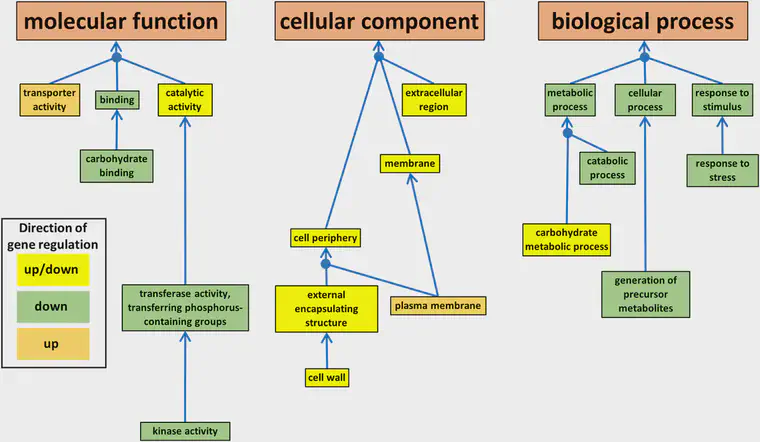 molecular function
cellular component
biological process
transporter
activity
binding
catalytic
activity
extracellular
region
metabolic
process
cellular
process
response to
stimulus
carbohydrate
binding
membrane
catabolic
process
response to
stress
Direction of
gene regulation
up/down
down
up
cell periphery
carbohydrate
metabolic process
transferase activity,
transferring phosphorus-
containing groups
external
encapsulating
structure
plasma membrane
generation of
precursor
metabolites
cell wall
kinase activity